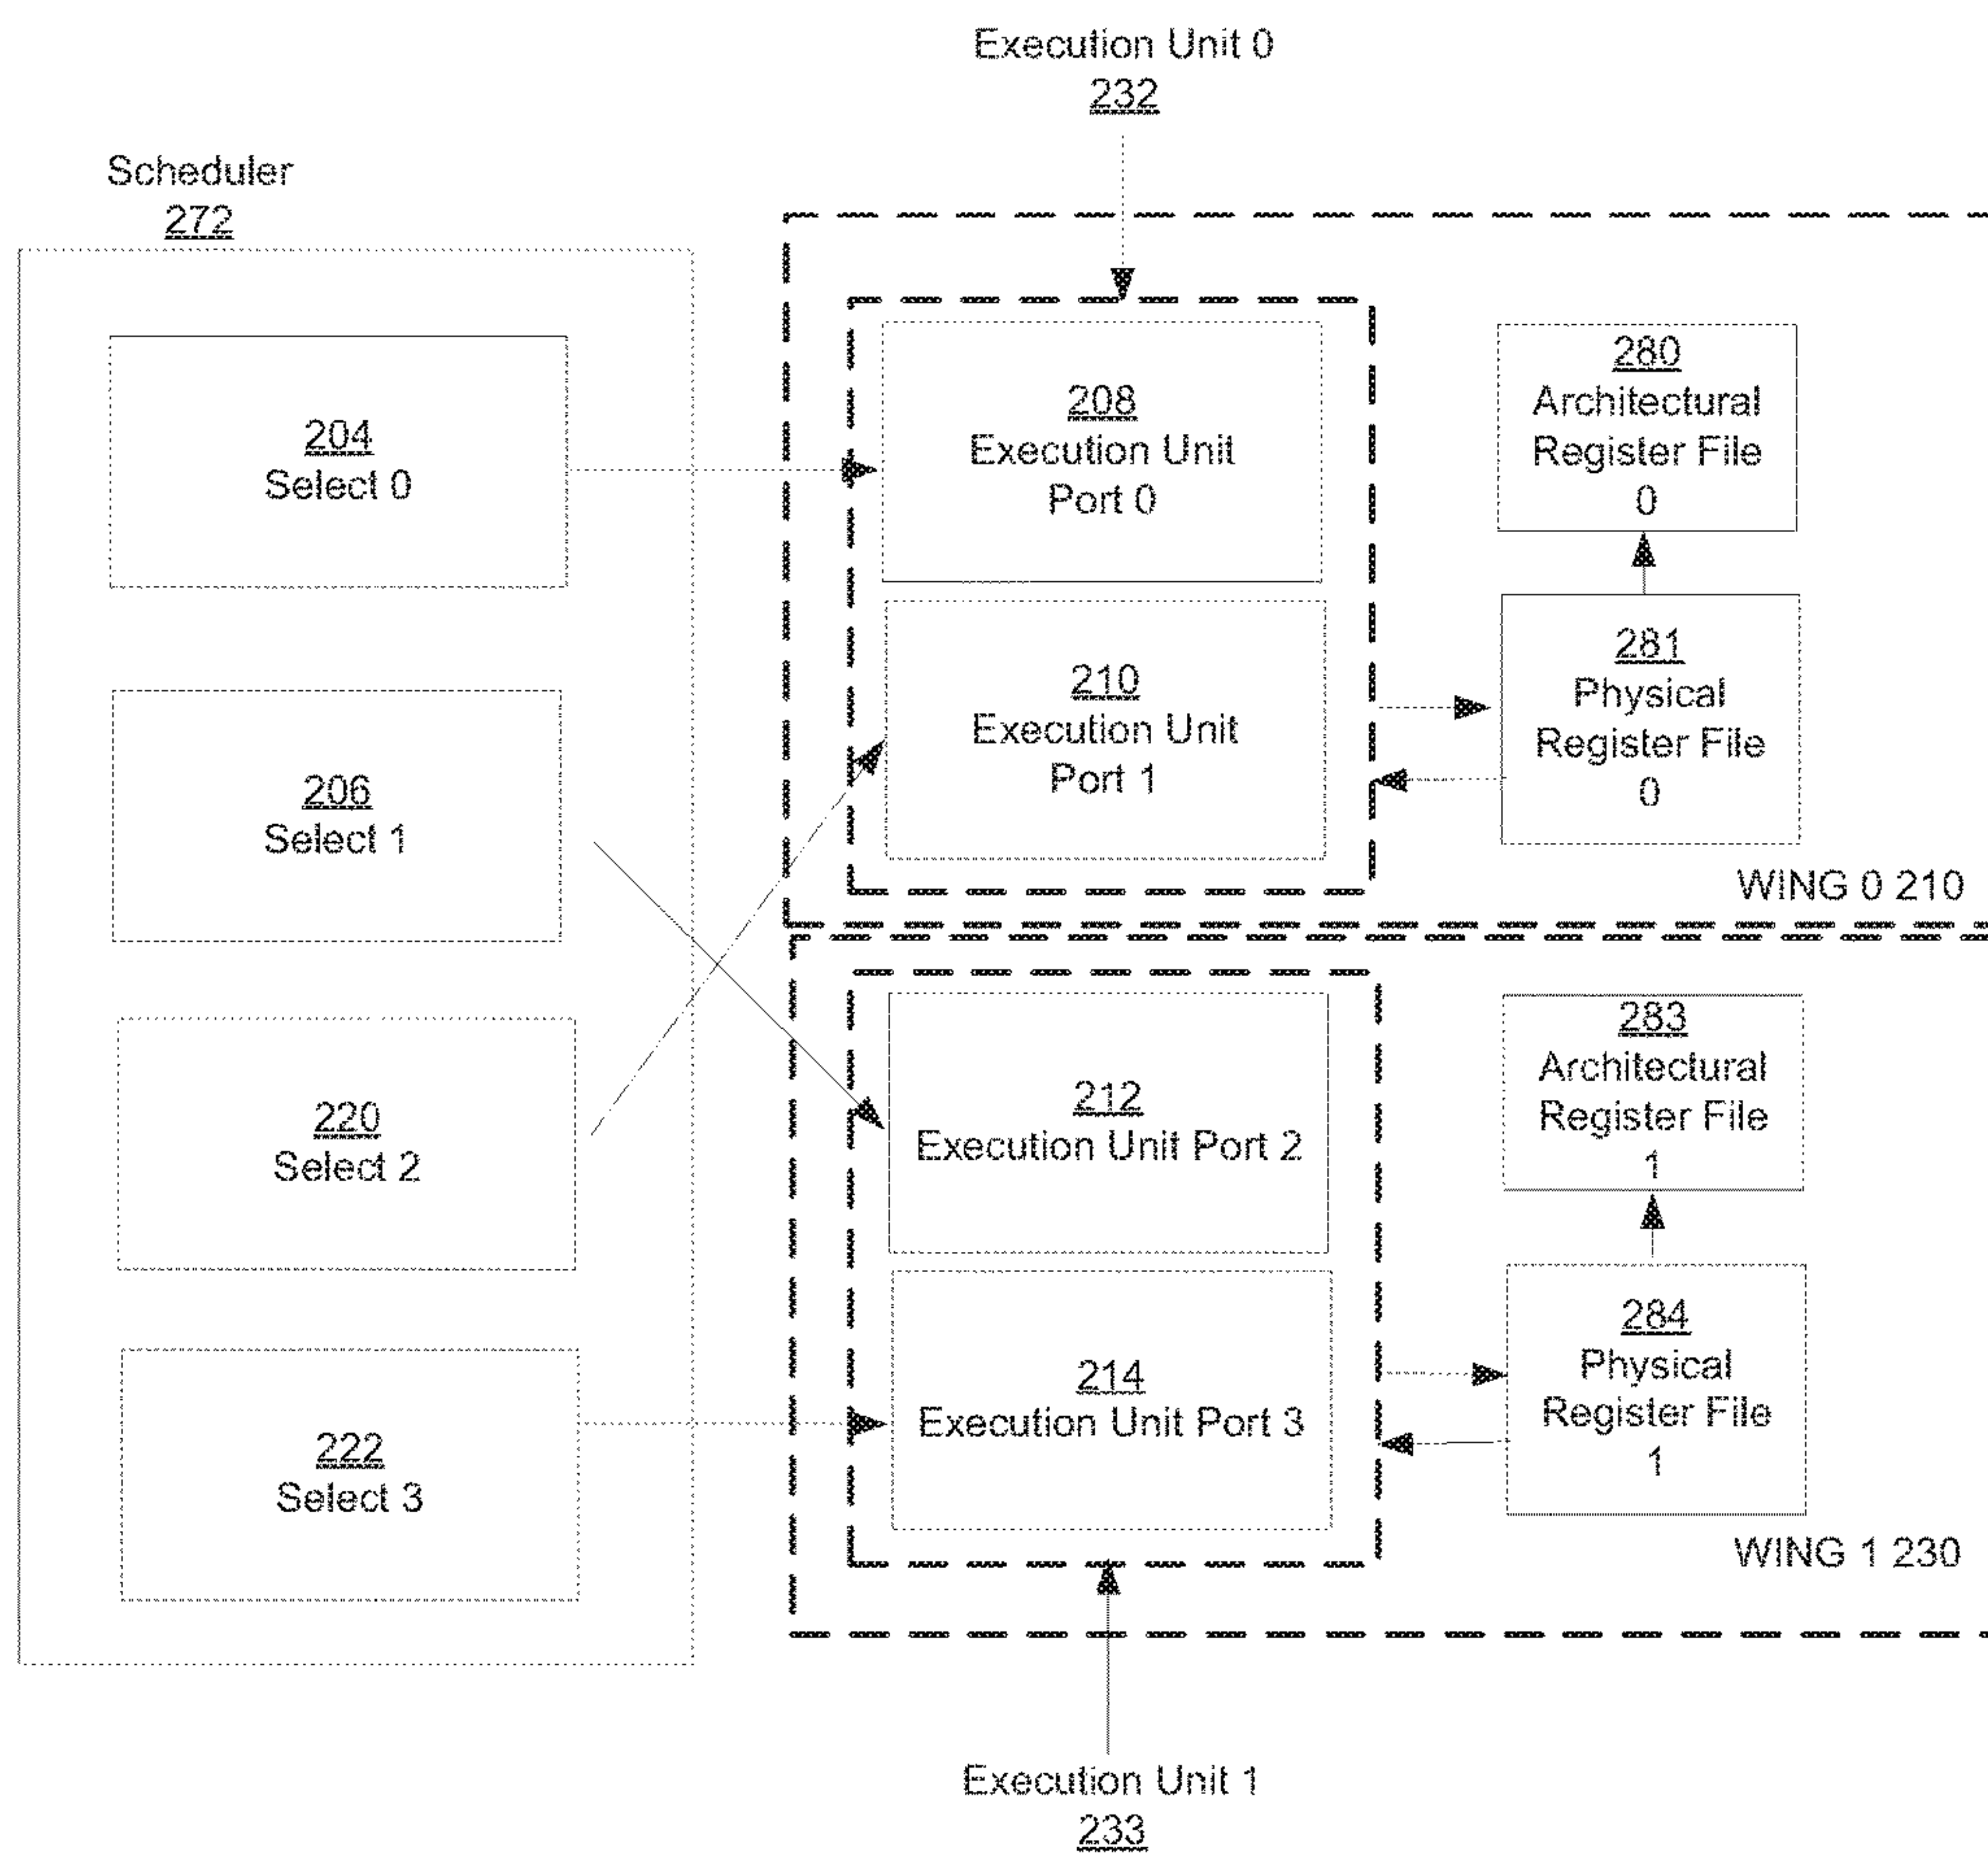 Execution Unit 0
232
Scheduler
272
204
Select 0
206
Select 1
220
Select 2
222
Select 3
208
Execution Unit
Port 0
210
Execution Unit
Port 1
280
Architectural
Register File
0
281
Physical
Register File
0
WING 0 210
212
Execution Unit Port 2
214
Execution Unit Port 3
283
Architectural
Register File
1
284
Physical
Register File
1
WING 1 230
Execution Unit 1
233